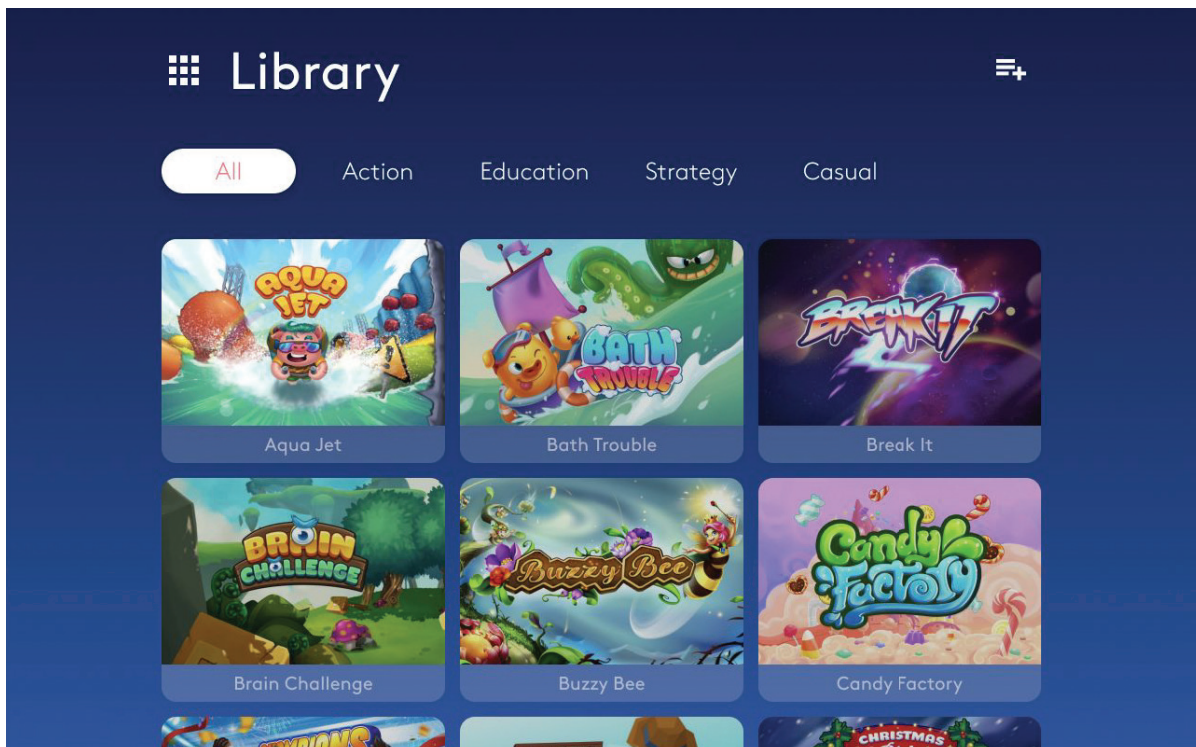 Library
All Action Education Strategy Casual
AQUA
JET
BATH
TROUBLE
BREAK IT
Aqua Jet Bath Trouble Break It
BRAIN
CHALLENGE
Buzzy Bee
Candy
Factory
Brain Challenge Buzzy Bee Candy Factory
CHAMPIONS
CHRISTMAS